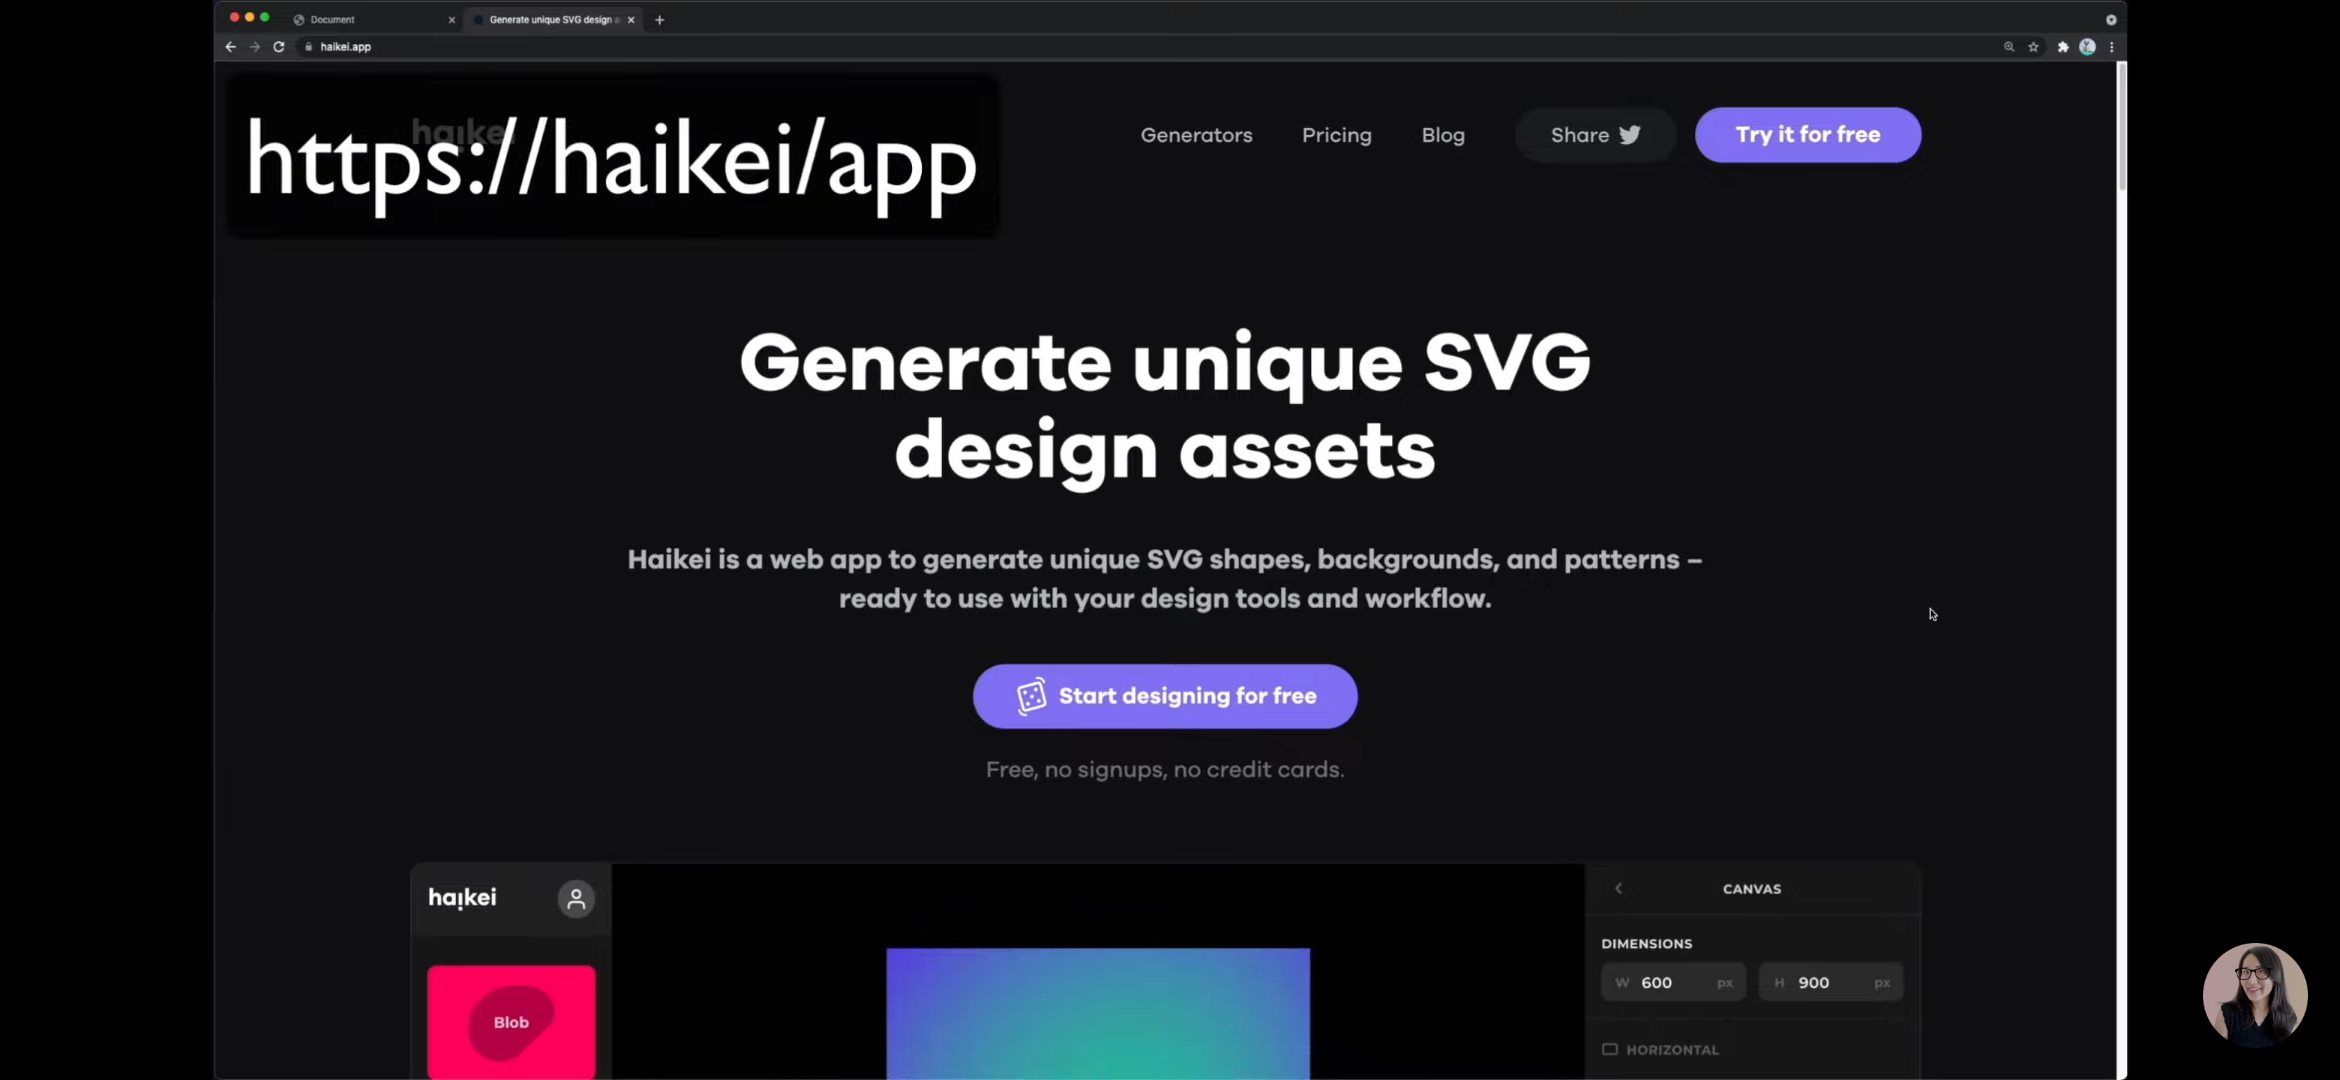 Document
Generate unique SVG design a
haikei.app
https://haikei/app
Generators
Pricing
Blog
Share
Try it for free
Generate unique SVG
design assets
Haikei is a web app to generate unique SVG shapes, backgrounds, and patterns –
ready to use with your design tools and workflow.
Start designing for free
Free, no signups, no credit cards.
haikei
CANVAS
DIMENSIONS
W 600 px
H 900 px
Blob
HORIZONTAL